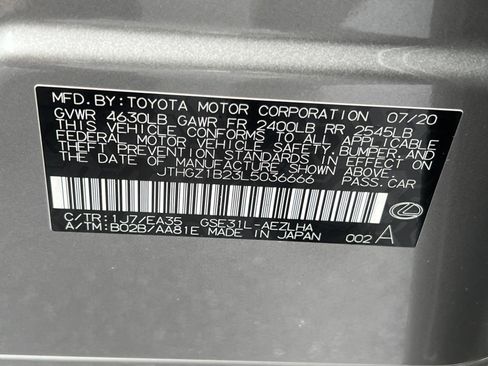 MFD. BY: TOYOTA MOTOR CORPORATION 07/20
GVWR 4630LB GAWR FR 2400LB RR 2545LB
THIS VEHICLE CONFORMS TO ALL APPLICABLE
FEDERAL MOTOR VEHICLE SAFETY, BUMPER, AND
THEFT PREVENTION STANDARDS IN EFFECT ON
THE DATE OF MANUFACTURE SHOWN ABOVE.
JTHGZ1B23L5036666 PASS.CAR
C/TR:1J7/EA35 GSE31L-AEZLHA
A/TM:B02B/AA81E MADE IN JAPAN 002 A